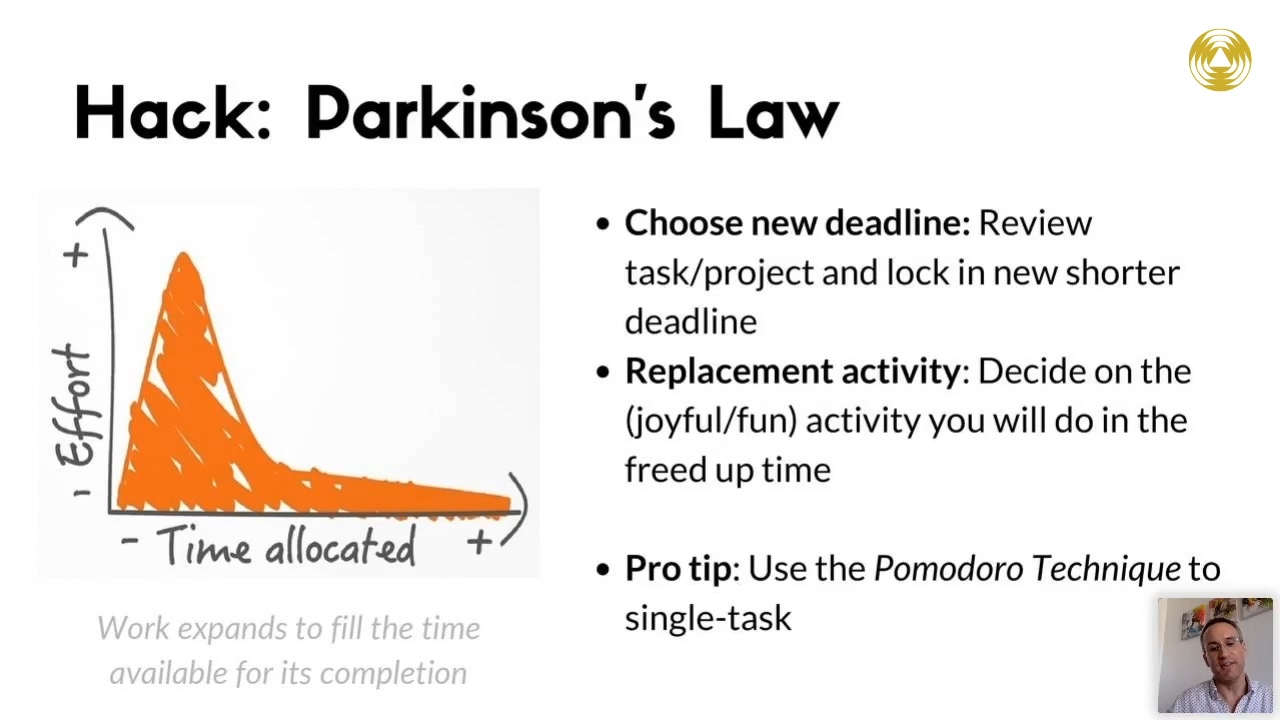 Hack: Parkinson's Law
+
- Effort
- Time allocated +
Work expands to fill the time
available for its completion
• Choose new deadline: Review
task/project and lock in new shorter
deadline
• Replacement activity: Decide on the
(joyful/fun) activity you will do in the
freed up time
• Pro tip: Use the Pomodoro Technique to
single-task